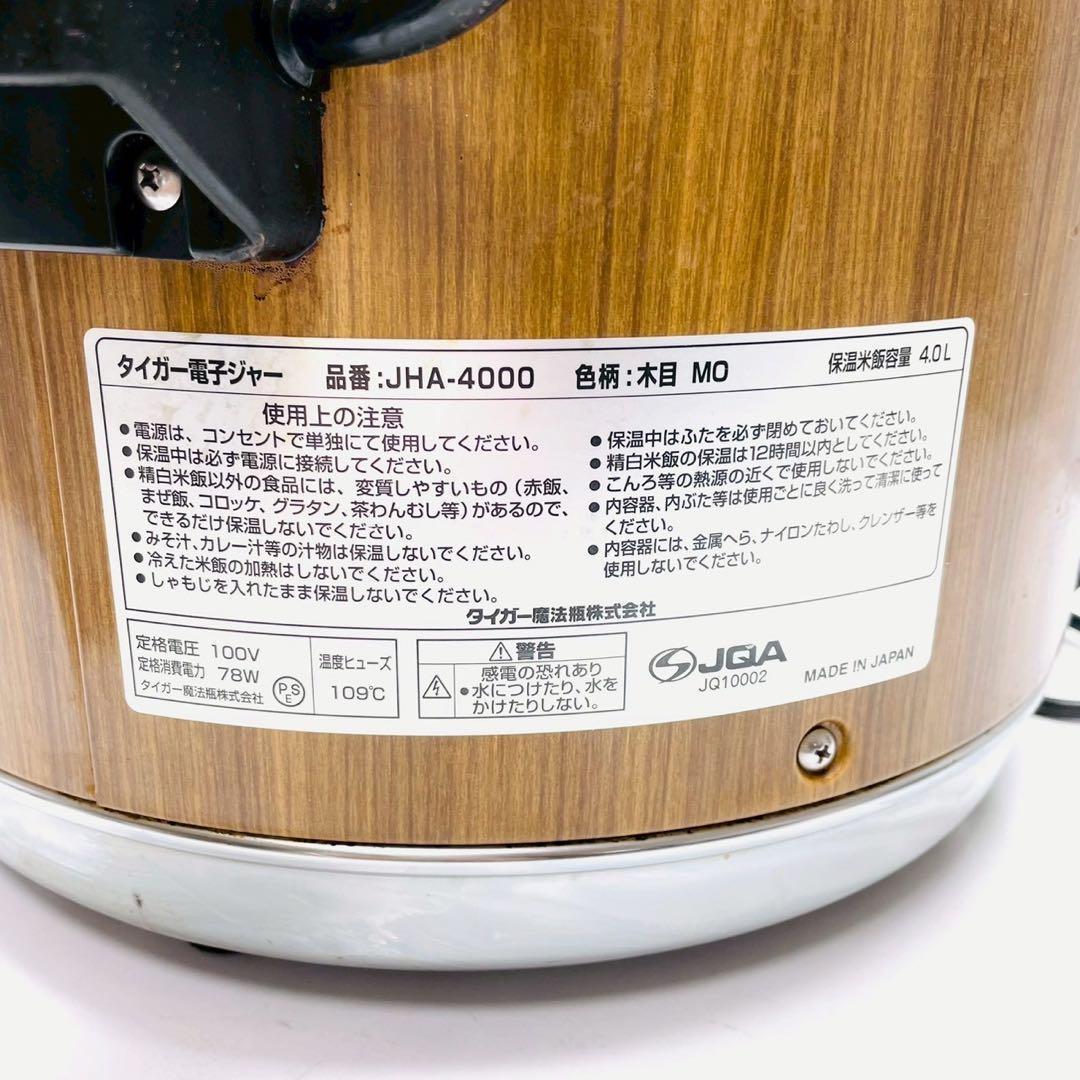 タイガー電子ジャー 品番:JHA-4000 色柄:木目 MO 保温米飯容量 4.0L
使用上の注意
●電源は、コンセントで単独にて使用してください。
●保温中は必ず電源に接続してください。
●精白米飯以外の食品には、変質しやすいもの（赤飯、
まぜ飯、コロッケ、グラタン、茶わんむし等）があるので、
できるだけ保温しないでください。
●みそ汁、カレー汁等の汁物は保温しないでください。
●冷えた米飯の加熱はしないでください。
●しゃもじを入れたまま保温しないでください。
●保温中はふたを必ず閉めておいてください。
●精白米飯の保温は12時間以内としてください。
●こんろ等の熱源の近くで使用しないでください。
●内容器、内ぶた等は使用ごとに良く洗って清潔に使って
ください。
●内容器には、金属へら、ナイロンたわし、クレンザー等を
使用しないでください。
タイガー魔法瓶株式会社
定格電圧 100V
定格消費電力 78W
タイガー魔法瓶株式会社
PSE
温度ヒューズ
109℃
⚠警告
感電の恐れあり
●水につけたり、水を
かけたりしない。
JQA
JQ10002
MADE IN JAPAN